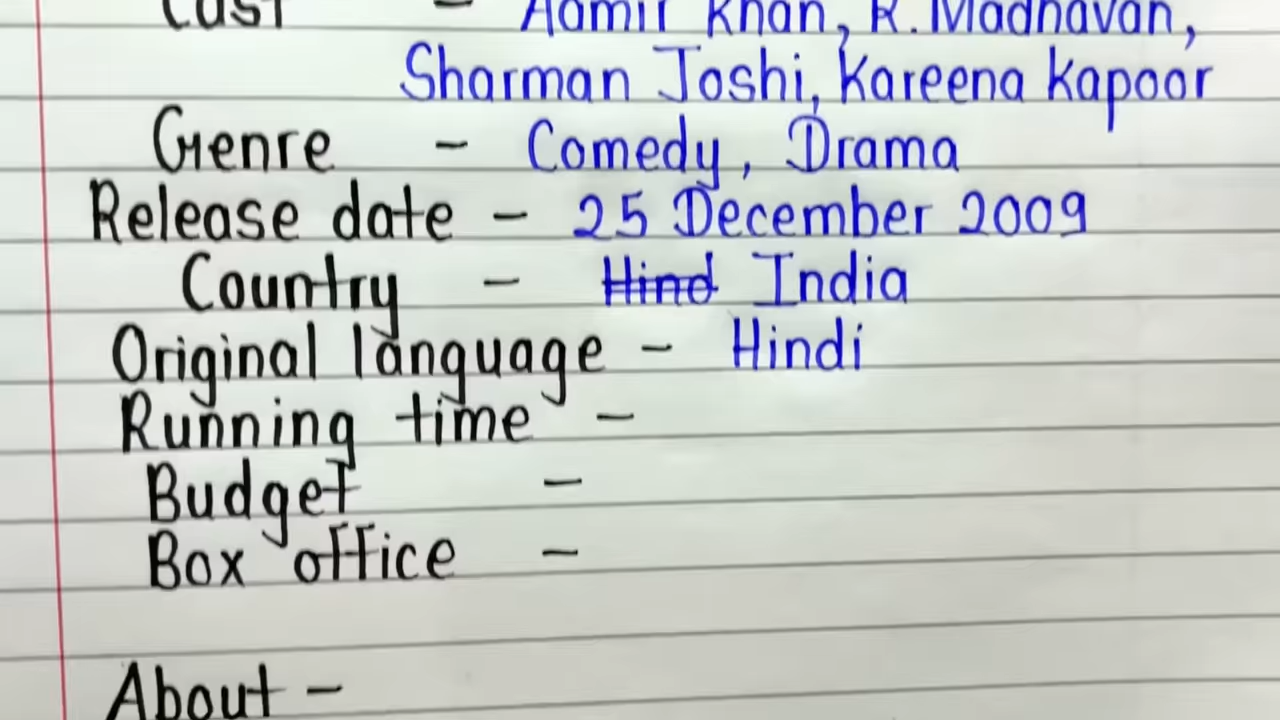 Cast - Aamir Khan, R. Madhavan,
Sharman Joshi, Kareena Kapoor
Genre - Comedy, Drama
Release date - 25 December 2009
Country - ~~Hind~~ India
Original language - Hindi
Running time -
Budget -
Box office -
About -